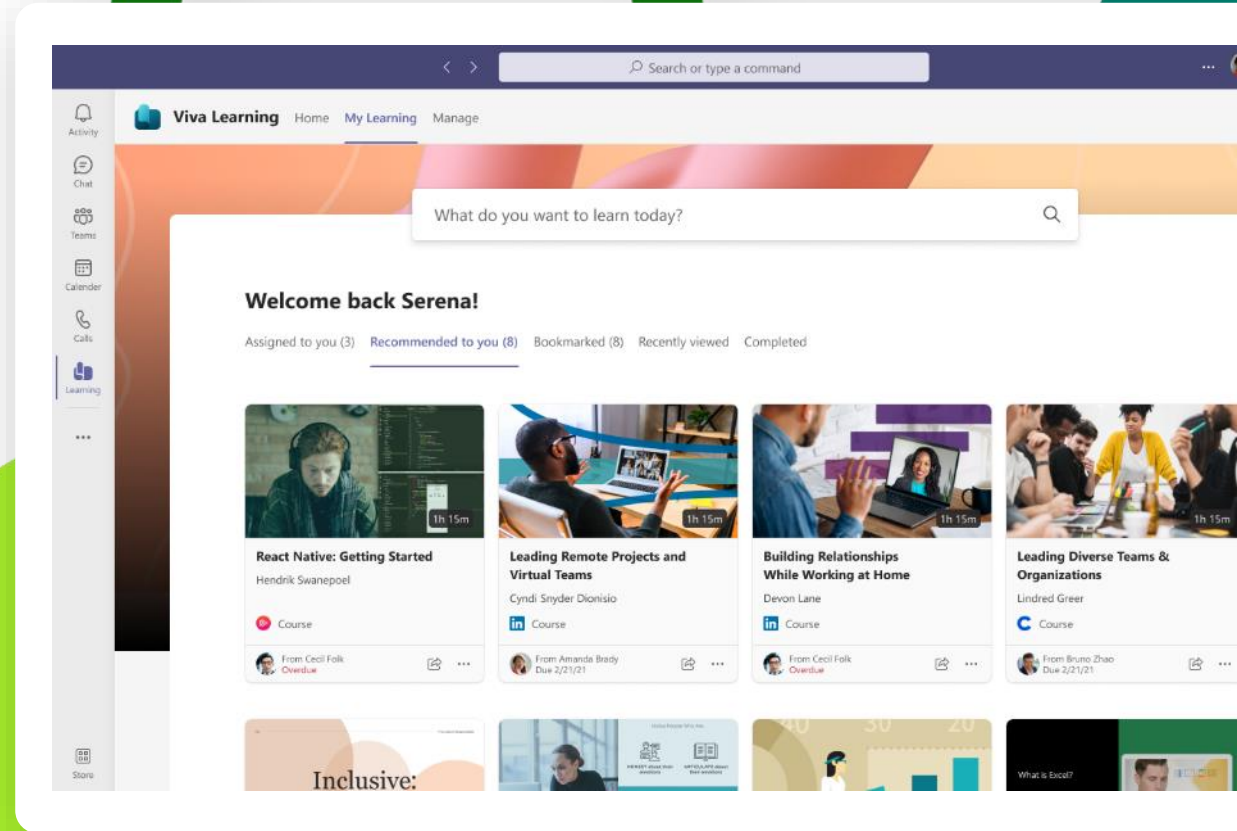 Search or type a command
Activity
Chat
Teams
Calender
Calls
Learning
Store
Viva Learning Home My Learning Manage
What do you want to learn today?
Welcome back Serena!
Assigned to you (3) Recommended to you (8) Bookmarked (8) Recently viewed Completed
1h 15m
React Native: Getting Started
Hendrik Swanepoel
Course
From Cecil Folk
Overdue
1h 15m
Leading Remote Projects and
Virtual Teams
Cyndi Snyder Dionisio
in Course
From Amanda Brady
Due 2/21/21
1h 15m
Building Relationships
While Working at Home
Devon Lane
in Course
From Cecil Folk
Overdue
1h 15m
Leading Diverse Teams &
Organizations
Lindred Greer
C Course
From Bruno Zhao
Due 2/21/21
Inclusive:
40 30 20
What is Excel?